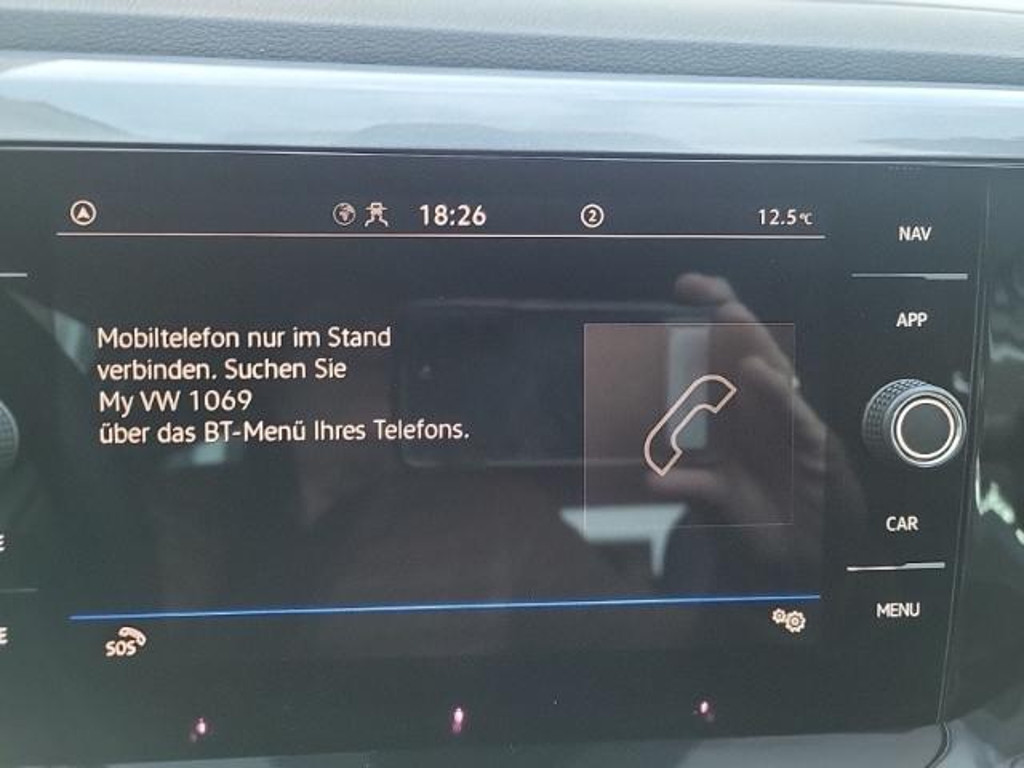 18:26
2
12.5°C
NAV
APP
Mobiltelefon nur im Stand
verbinden. Suchen Sie
My VW 1069
über das BT-Menü Ihres Telefons.
CAR
MENU
E
E
SOS